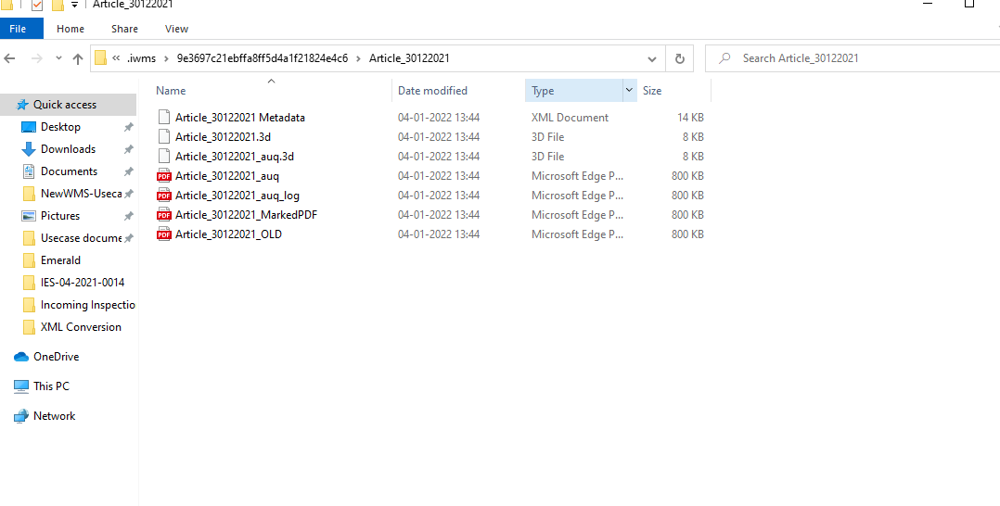 Article_30122021
File Home Share View
« .iwms > 9e3697c21ebffa8ff5d4a1f21824e4c6 > Article_30122021 Search Article_30122021
Name Date modified Type Size
Quick access
Desktop
Downloads
Documents
NewWMS-Useca
Pictures
Usecase docume
Emerald
IES-04-2021-0014
Incoming Inspectio
XML Conversion
OneDrive
This PC
Network
Article_30122021 Metadata 04-01-2022 13:44 XML Document 14 KB
Article_30122021.3d 04-01-2022 13:44 3D File 8 KB
Article_30122021_auq.3d 04-01-2022 13:44 3D File 8 KB
PDF Article_30122021_auq 04-01-2022 13:44 Microsoft Edge P... 800 KB
PDF Article_30122021_auq_log 04-01-2022 13:44 Microsoft Edge P... 800 KB
PDF Article_30122021_MarkedPDF 04-01-2022 13:44 Microsoft Edge P... 800 KB
PDF Article_30122021_OLD 04-01-2022 13:44 Microsoft Edge P... 800 KB